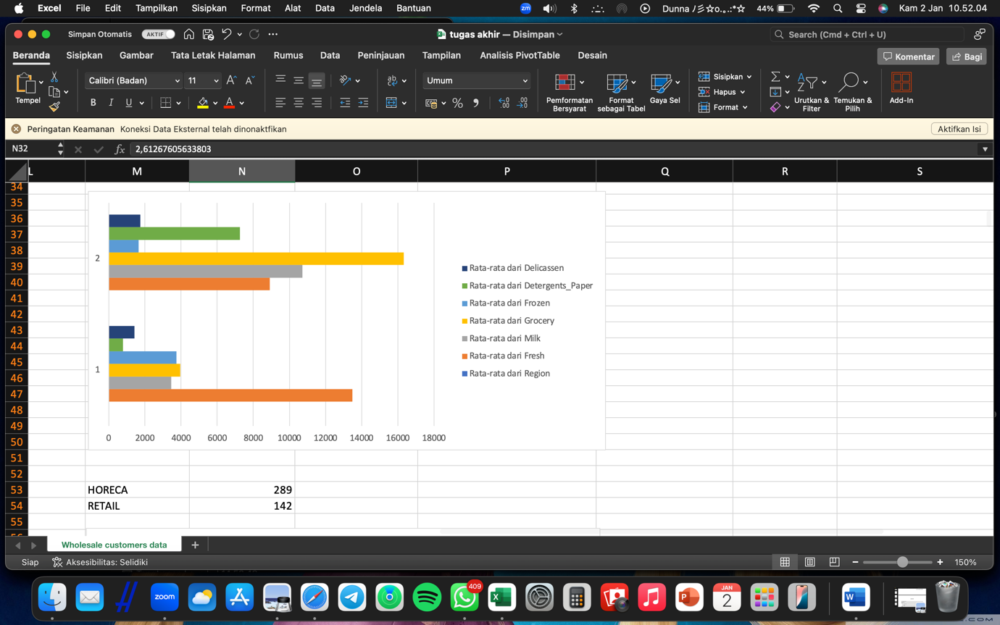 Excel File Edit Tampilkan Sisipkan Format Alat Data Jendela Bantuan zm 44% Kam 2 Jan 10.52.04
Simpan Otomatis AKTIF tugas akhir — Disimpan Search (Cmd + Ctrl + U)
Beranda Sisipkan Gambar Tata Letak Halaman Rumus Data Peninjauan Tampilan Analisis PivotTable Desain Komentar Bagi
Tempel
Calibri (Badan) 11
B I U
Umum
Pemformatan
Bersyarat
Format
sebagai Tabel
Gaya Sel
Sisipkan
Hapus
Format
Urutkan &
Filter
Temukan &
Pilih
Add-In
Peringatan Keamanan Koneksi Data Eksternal telah dinonaktfikan Aktifkan Isi
N32 fx 2,61267605633803
L M N O P Q R S
34
35
36
37
38
39
40
41
42
43
44
45
46
47
48
49
50
51
52
53
54
55
2
1
0 2000 4000 6000 8000 10000 12000 14000 16000 18000
Rata-rata dari Delicassen
Rata-rata dari Detergents_Paper
Rata-rata dari Frozen
Rata-rata dari Grocery
Rata-rata dari Milk
Rata-rata dari Fresh
Rata-rata dari Region
HORECA 289
RETAIL 142
Wholesale customers data
Siap Aksesibilitas: Selidiki 150%
zoom
409
JAN
2